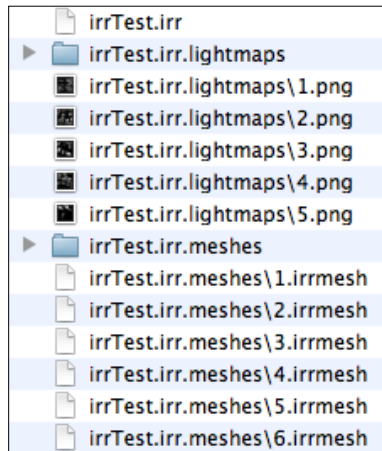 irrTest.irr
irrTest.irr.lightmaps
irrTest.irr.lightmaps\1.png
irrTest.irr.lightmaps\2.png
irrTest.irr.lightmaps\3.png
irrTest.irr.lightmaps\4.png
irrTest.irr.lightmaps\5.png
irrTest.irr.meshes
irrTest.irr.meshes\1.irrmesh
irrTest.irr.meshes\2.irrmesh
irrTest.irr.meshes\3.irrmesh
irrTest.irr.meshes\4.irrmesh
irrTest.irr.meshes\5.irrmesh
irrTest.irr.meshes\6.irrmesh